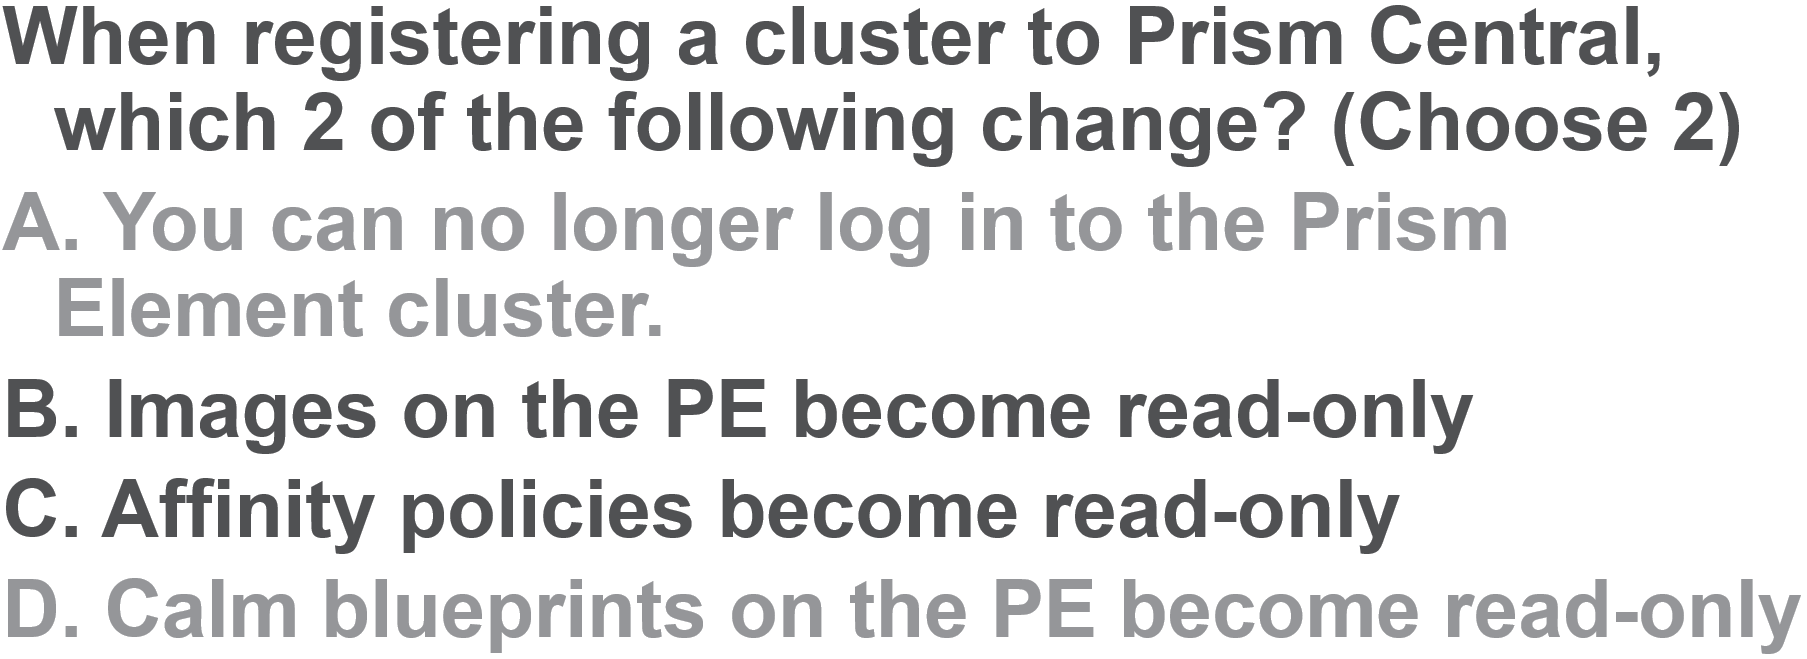 When registering a cluster to Prism Central,
which 2 of the following change? (Choose 2)
A. You can no longer log in to the Prism
Element cluster.
B. Images on the PE become read-only
C. Affinity policies become read-only
D. Calm blueprints on the PE become read-only